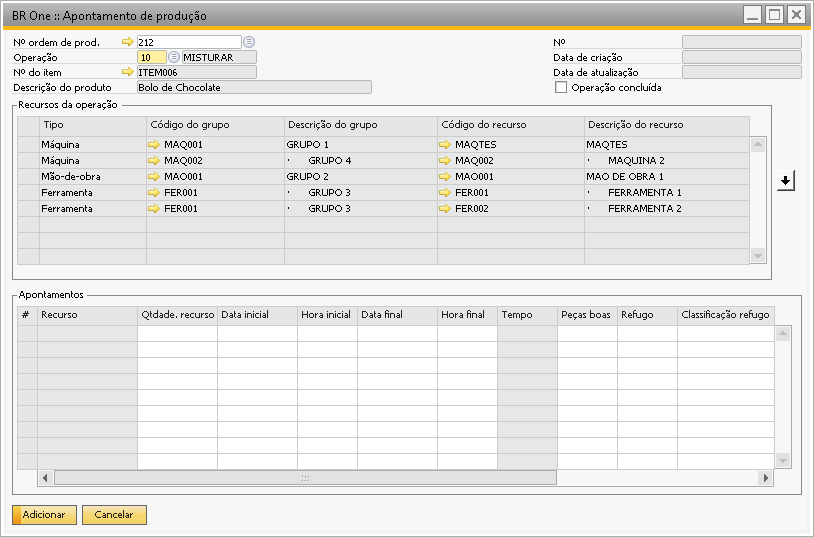 BR One :: Apontamento de produção
Nº ordem de prod. 212 Nº
Operação 10 MISTURAR Data de criação
Nº do item ITEM006 Data de atualização
Descrição do produto Bolo de Chocolate Operação concluída
Recursos da operação
Tipo Código do grupo Descrição do grupo Código do recurso Descrição do recurso
Máquina MAQ001 GRUPO 1 MAQTES MAQTES
Máquina MAQ002 · GRUPO 4 MAQ002 · MAQUINA 2
Mão-de-obra MAO001 GRUPO 2 MAO001 MAO DE OBRA 1
Ferramenta FER001 · GRUPO 3 FER001 · FERRAMENTA 1
Ferramenta FER001 · GRUPO 3 FER002 · FERRAMENTA 2
Apontamentos
# Recurso Qtdade. recurso Data inicial Hora inicial Data final Hora final Tempo Peças boas Refugo Classificação refugo
Adicionar Cancelar